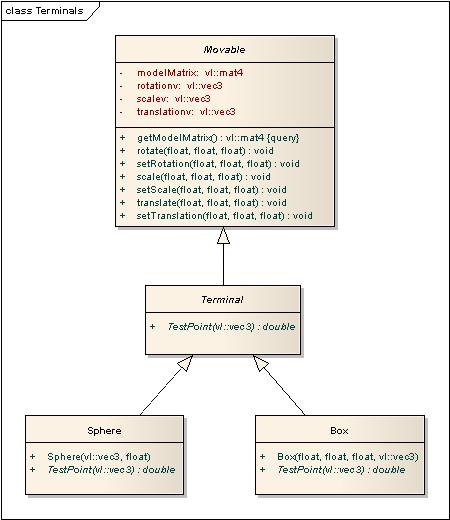 class Terminals
Movable
- modelMatrix: vl::mat4
- rotationv: vl::vec3
- scalev: vl::vec3
- translationv: vl::vec3
+ getModelMatrix() : vl::mat4 {query}
+ rotate(float, float, float) : void
+ setRotation(float, float, float) : void
+ scale(float, float, float) : void
+ setScale(float, float, float) : void
+ translate(float, float, float) : void
+ setTranslation(float, float, float) : void
Terminal
+ TestPoint(vl::vec3) : double
Sphere
+ Sphere(vl::vec3, float)
+ TestPoint(vl::vec3) : double
Box
+ Box(float, float, float, vl::vec3)
+ TestPoint(vl::vec3) : double